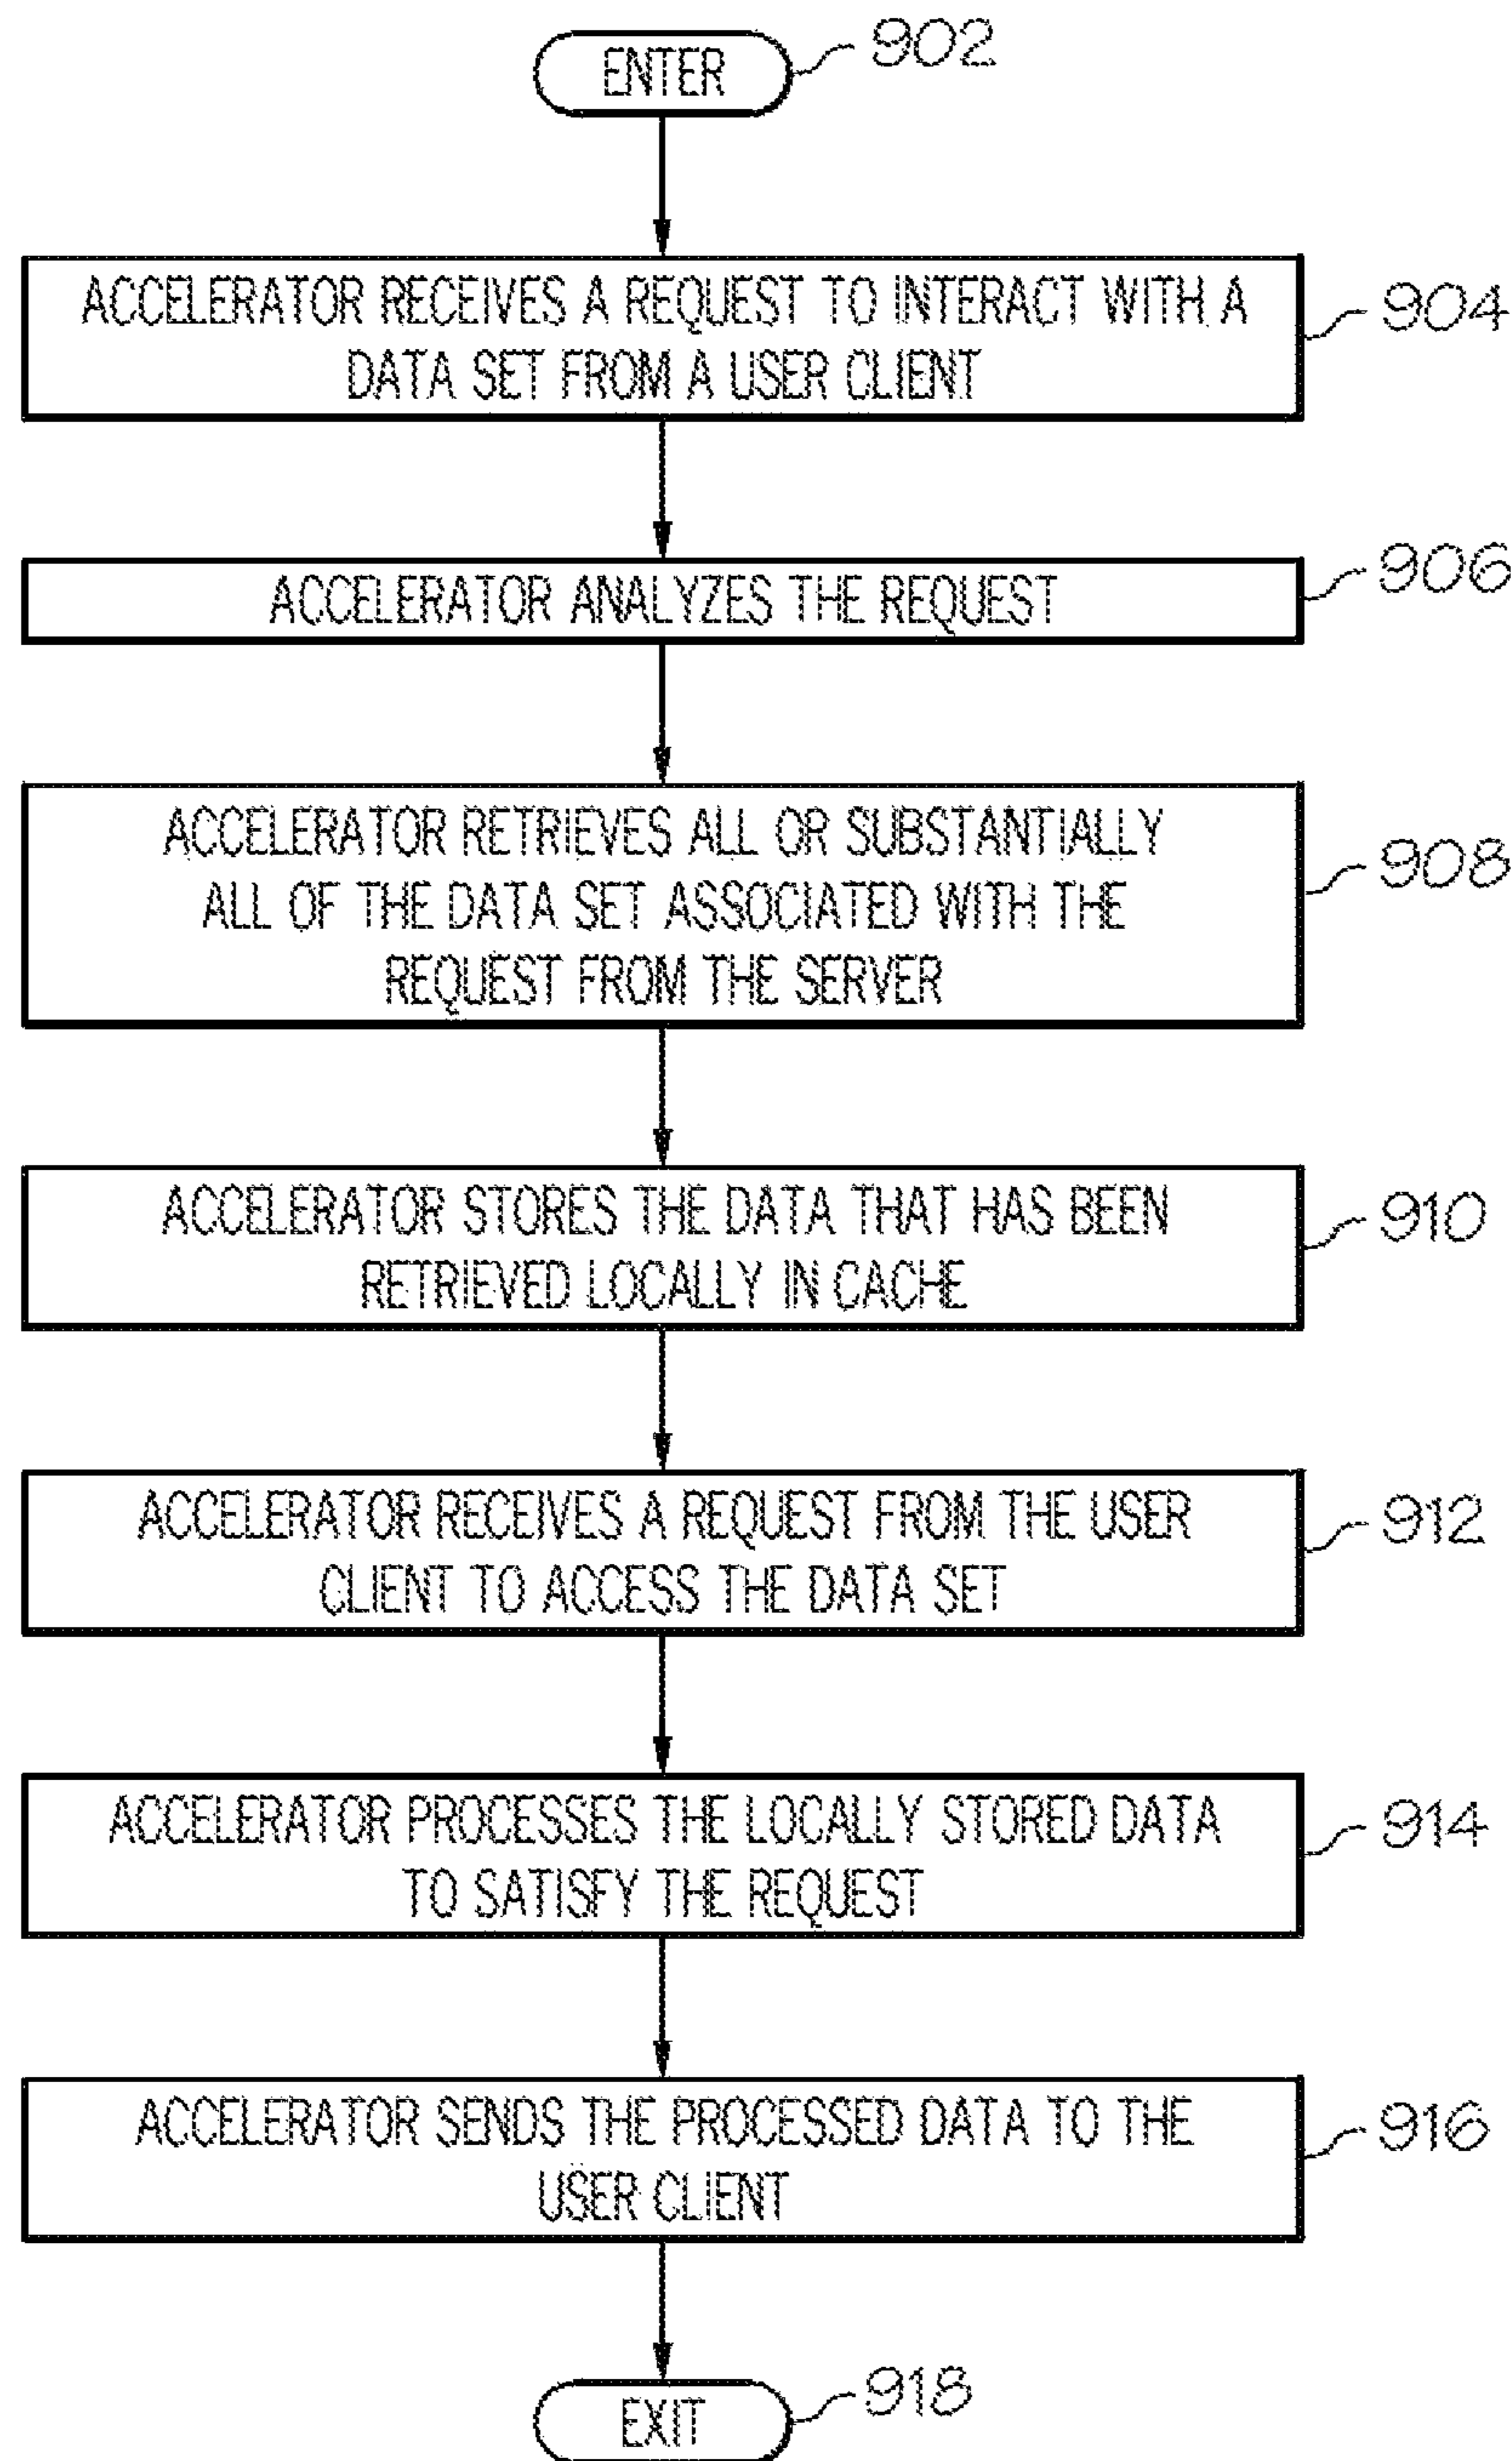 ENTER
902
ACCELERATOR RECEIVES A REQUEST TO INTERACT WITH A
DATA SET FROM A USER CLIENT
904
ACCELERATOR ANALYZES THE REQUEST
906
ACCELERATOR RETRIEVES ALL OR SUBSTANTIALLY
ALL OF THE DATA SET ASSOCIATED WITH THE
REQUEST FROM THE SERVER
908
ACCELERATOR STORES THE DATA THAT HAS BEEN
RETRIEVED LOCALLY IN CACHE
910
ACCELERATOR RECEIVES A REQUEST FROM THE USER
CLIENT TO ACCESS THE DATA SET
912
ACCELERATOR PROCESSES THE LOCALLY STORED DATA
TO SATISFY THE REQUEST
914
ACCELERATOR SENDS THE PROCESSED DATA TO THE
USER CLIENT
916
EXIT
918